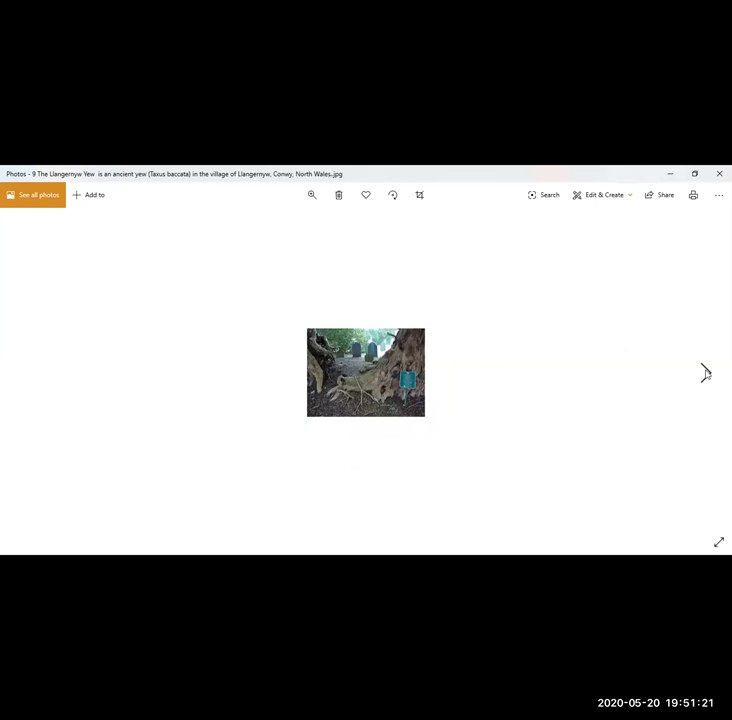 Photos - 9 The Llangernyw Yew  is an ancient yew (Taxus baccata) in the village of Llangernyw, Conwy, North Wales..jpg
See all photos
Add to
Search
Edit & Create
Share
2020-05-20 19:51:21